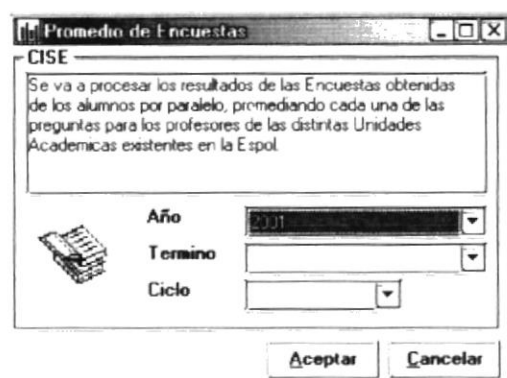 Promedio de Encuestas
CISE
Se va a procesar los resultados de las Encuestas obtenidas
de los alumnos por paralelo, promediando cada una de las
preguntas para los profesores de las distintas Unidades
Academicas existentes en la Espol.
Año 2001
Termino
Ciclo
Aceptar Cancelar